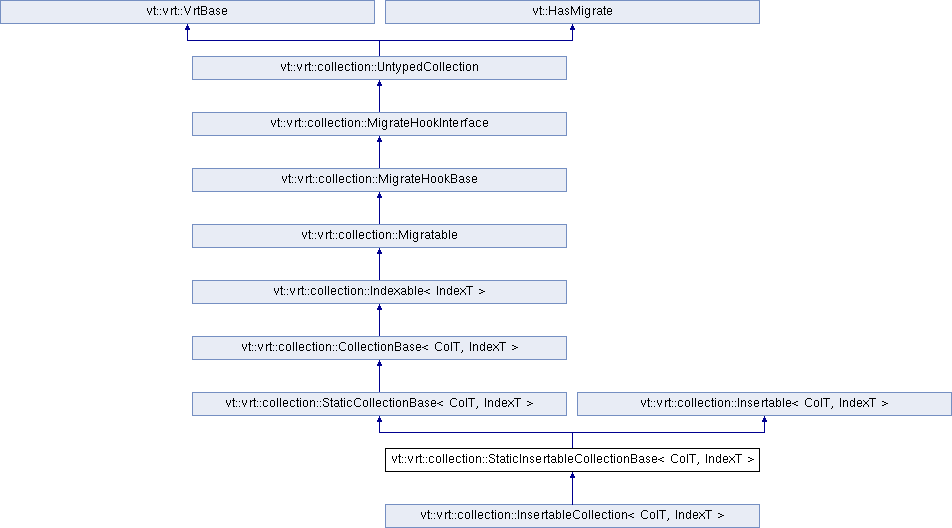 vt::vrt::VrtBase
vt::HasMigrate
vt::vrt::collection::UntypedCollection
vt::vrt::collection::MigrateHookInterface
vt::vrt::collection::MigrateHookBase
vt::vrt::collection::Migratable
vt::vrt::collection::Indexable< IndexT >
vt::vrt::collection::CollectionBase< ColT, IndexT >
vt::vrt::collection::StaticCollectionBase< ColT, IndexT >
vt::vrt::collection::Insertable< ColT, IndexT >
vt::vrt::collection::StaticInsertableCollectionBase< ColT, IndexT >
vt::vrt::collection::InsertableCollection< ColT, IndexT >